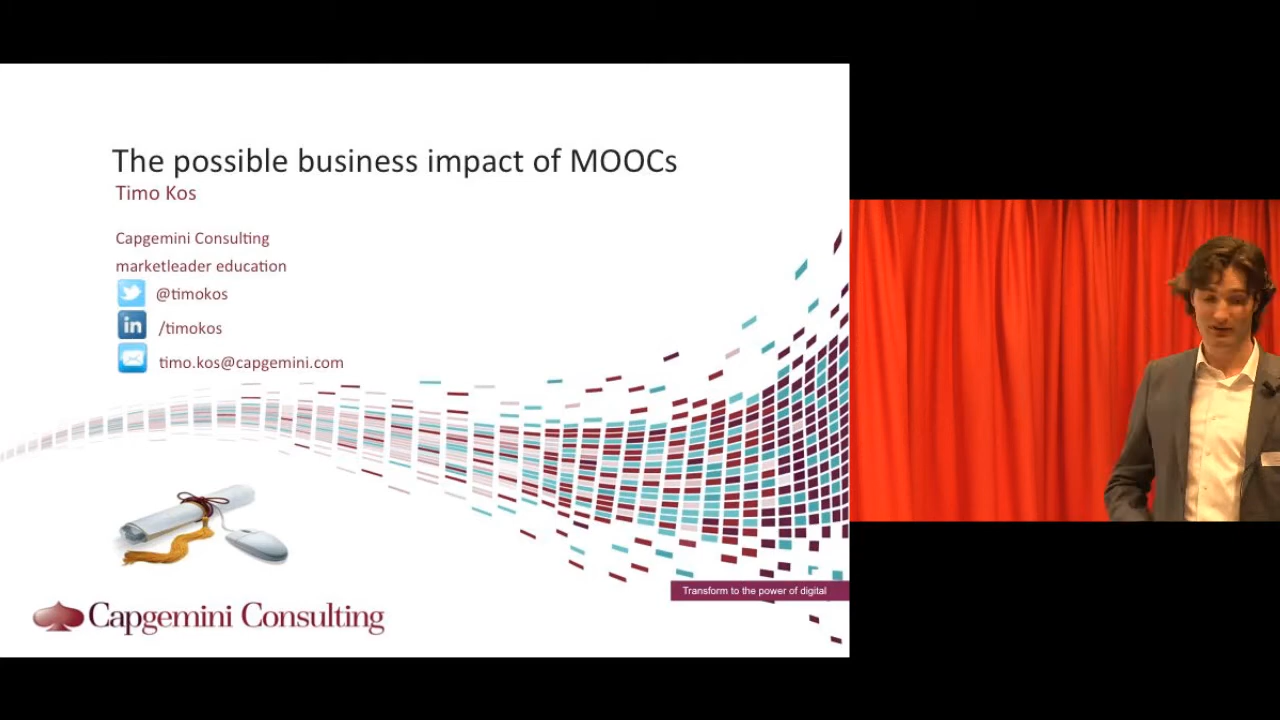 The possible business impact of MOOCs
Timo Kos
Capgemini Consulting
marketleader education
@timokos
in
/timokos
timo.kos@capgemini.com
Transform to the power of digital
Capgemini Consulting